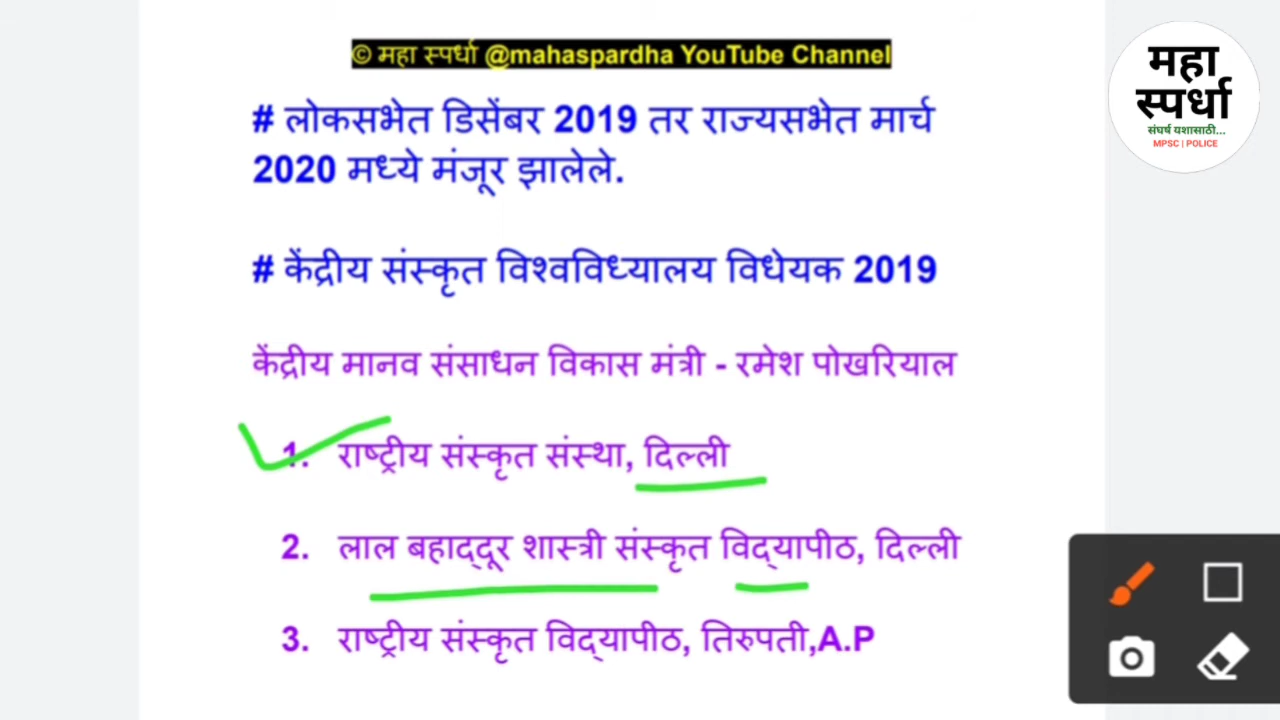 © महा स्पर्धा @mahaspardha YouTube Channel
महा
स्पर्धा
संघर्ष यशासाठी...
MPSC | POLICE
# लोकसभेत डिसेंबर 2019 तर राज्यसभेत मार्च
2020 मध्ये मंजूर झालेले.
# केंद्रीय संस्कृत विश्वविध्यालय विधेयक 2019
केंद्रीय मानव संसाधन विकास मंत्री - रमेश पोखरियाल
1. राष्ट्रीय संस्कृत संस्था, दिल्ली
2. लाल बहाद्दूर शास्त्री संस्कृत विद्यापीठ, दिल्ली
3. राष्ट्रीय संस्कृत विद्यापीठ, तिरुपती,A.P